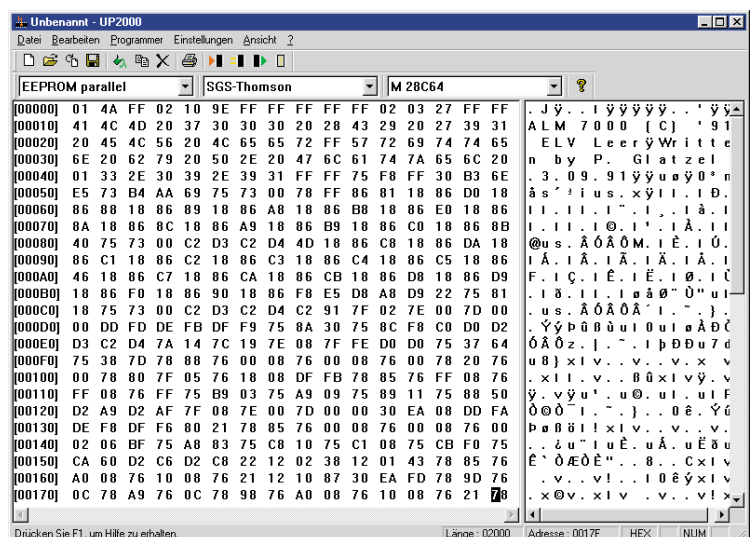 Unbenannt - UP2000
Datei Bearbeiten Programmer Einstellungen Ansicht ?
EEPROM parallel SGS-Thomson M 28C64
[00000] 01 4A FF 02 10 9E FF FF FF FF FF 02 03 27 FF FF
[00010] 41 4C 4D 20 37 30 30 30 20 28 43 29 20 27 39 31
[00020] 20 45 4C 56 20 4C 65 65 72 FF 57 72 69 74 74 65
[00030] 6E 20 62 79 20 50 2E 20 47 6C 61 74 7A 65 6C 20
[00040] 01 33 2E 30 39 2E 39 31 FF FF 75 F8 FF 30 B3 6E
[00050] E5 73 B4 AA 69 75 73 00 78 FF 86 81 18 86 D0 18
[00060] 86 88 18 86 89 18 86 A8 18 86 B8 18 86 E0 18 86
[00070] 8A 18 86 8C 18 86 A9 18 86 B9 18 86 C0 18 86 8B
[00080] 40 75 73 00 C2 D3 C2 D4 4D 18 86 C8 18 86 DA 18
[00090] 86 C1 18 86 C2 18 86 C3 18 86 C4 18 86 C5 18 86
[000A0] 46 18 86 C7 18 86 CA 18 86 CB 18 86 D8 18 86 D9
[000B0] 18 86 F0 18 86 90 18 86 F8 E5 D8 A8 D9 22 75 81
[000C0] 18 75 73 00 C2 D3 C2 D4 C2 91 7F 02 7E 00 7D 00
[000D0] 00 DD FD DE FB DF F9 75 8A 30 75 8C F8 C0 D0 D2
[000E0] D3 C2 D4 7A 14 7C 19 7E 08 7F FE D0 D0 75 37 64
[000F0] 75 38 7D 78 88 76 00 08 76 00 08 76 00 78 20 76
[00100] 00 78 80 7F 05 76 18 08 DF FB 78 85 76 FF 08 76
[00110] FF 08 76 FF 75 B9 03 75 A9 09 75 89 11 75 88 50
[00120] D2 A9 D2 AF 7F 08 7E 00 7D 00 00 30 EA 08 DD FA
[00130] DE F8 DF F6 80 21 78 85 76 00 08 76 00 08 76 00
[00140] 02 06 BF 75 A8 83 75 C8 10 75 C1 08 75 CB F0 75
[00150] CA 60 D2 C6 D2 C8 22 12 02 38 12 01 43 78 85 76
[00160] A0 08 76 10 08 76 21 12 10 87 30 EA FD 78 9D 76
[00170] 0C 78 A9 76 0C 78 98 76 A0 08 76 10 08 76 21 78
. J ÿ . . I ÿ ÿ ÿ ÿ ÿ . . ' ÿ ÿ
ALM 7000 (C) '91
ELV LeerÿWritte
n by P. Glatzel
. 3 . 0 9 . 9 1 ÿ ÿ u ø ÿ 0 ³ n
Drücken Sie F1, um Hilfe zu erhalten. Länge : 02000 Adresse : 0017F HEX NUM